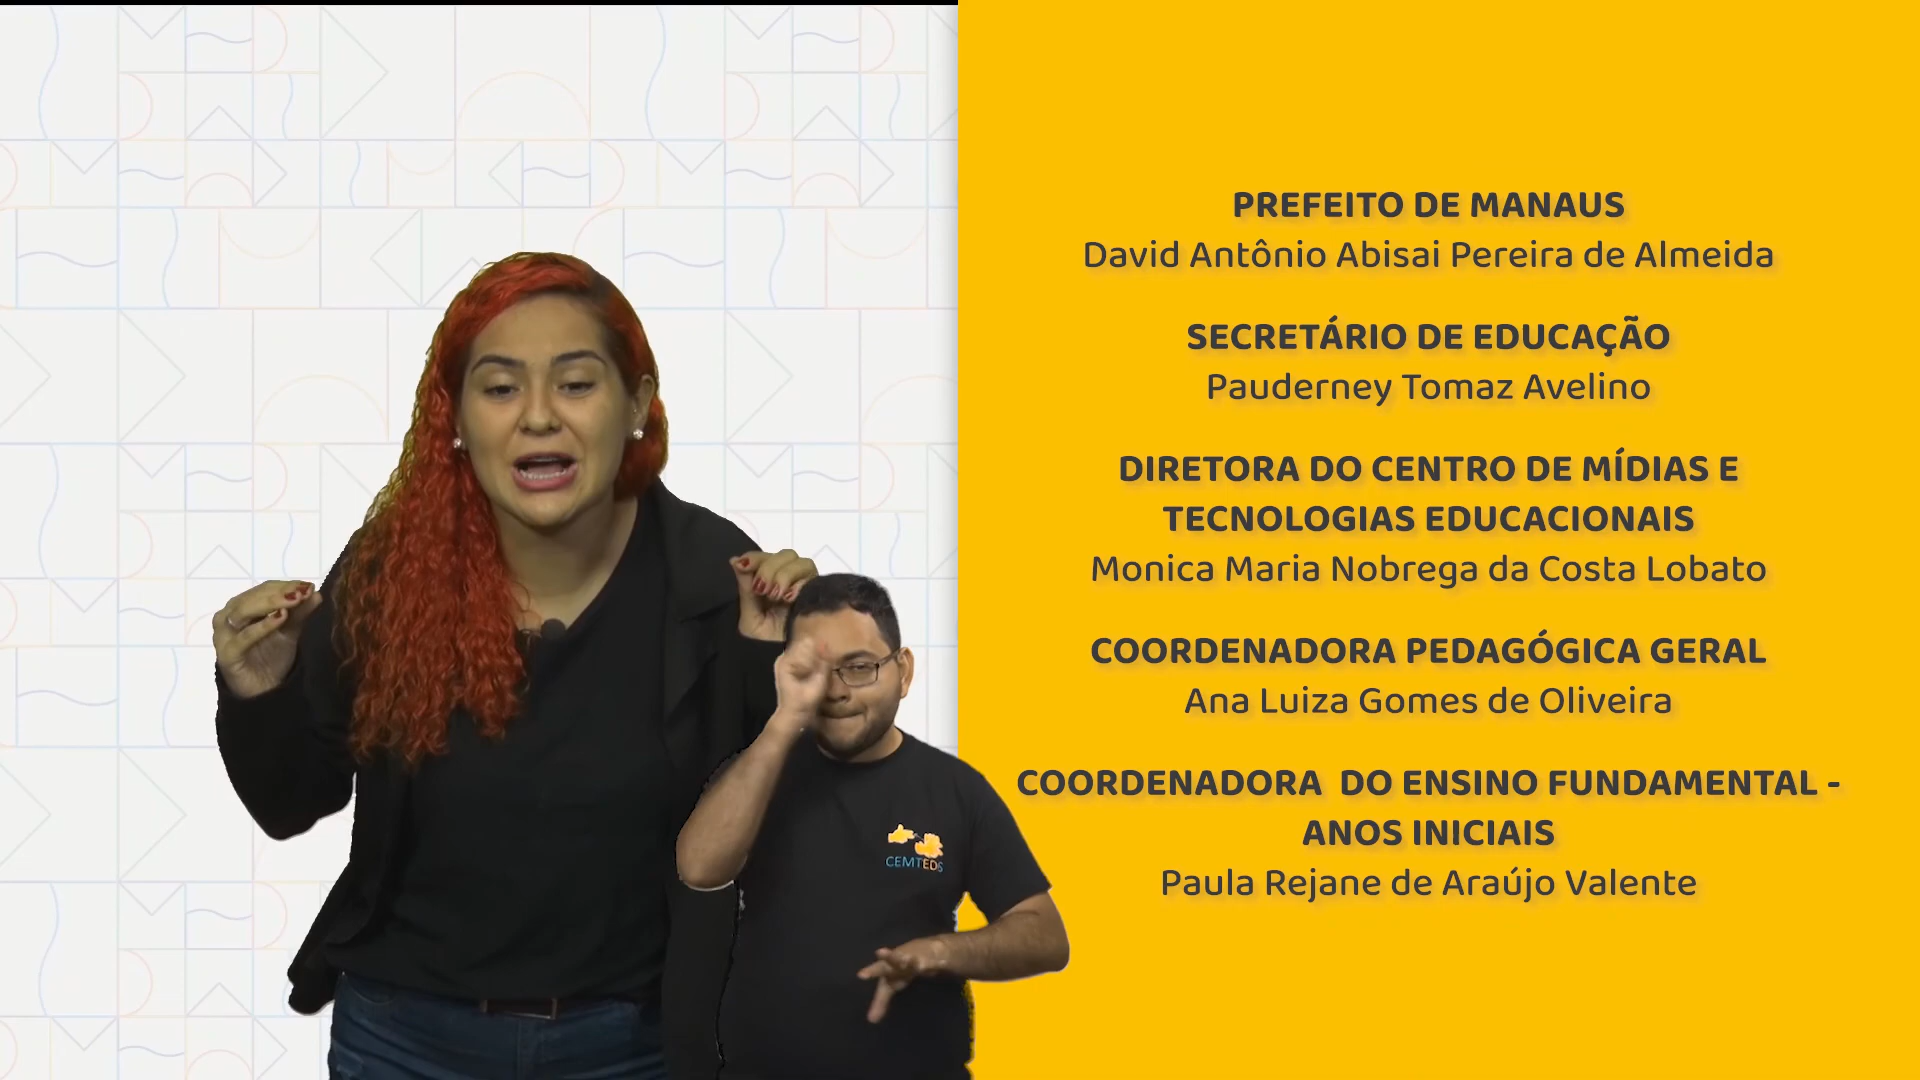 PREFEITO DE MANAUS
David Antônio Abisai Pereira de Almeida
SECRETÁRIO DE EDUCAÇÃO
Pauderney Tomaz Avelino
DIRETORA DO CENTRO DE MÍDIAS E
TECNOLOGIAS EDUCACIONAIS
Monica Maria Nobrega da Costa Lobato
COORDENADORA PEDAGÓGICA GERAL
Ana Luiza Gomes de Oliveira
COORDENADORA DO ENSINO FUNDAMENTAL -
ANOS INICIAIS
Paula Rejane de Araújo Valente
CEMTEDS